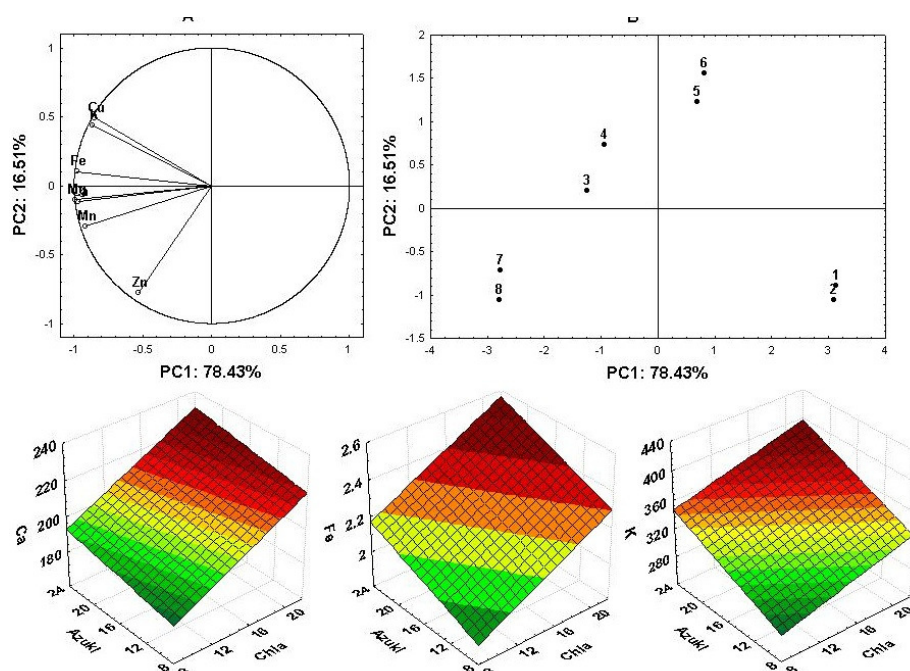 A
B
1
0.5
0
-0.5
-1
Cu
K
Fe
Mn
Zn
-1 -0.5 0 0.5 1
PC1: 78.43%
PC2: 16.51%
2
1.5
1
0.5
0
-0.5
-1
-1.5
6
5
4
3
7
8
1
2
-4 -3 -2 -1 0 1 2 3 4
PC1: 78.43%
PC2: 16.51%
240
220
200
180
24
20
16
12
8
Ca
Azuki
12 16 20
Chia
2.6
2.4
2.2
2
24
20
16
12
8
Fe
Azuki
12 16 20
Chia
440
400
360
320
280
24
20
16
12
8
K
Azuki
12 16 20
Chia